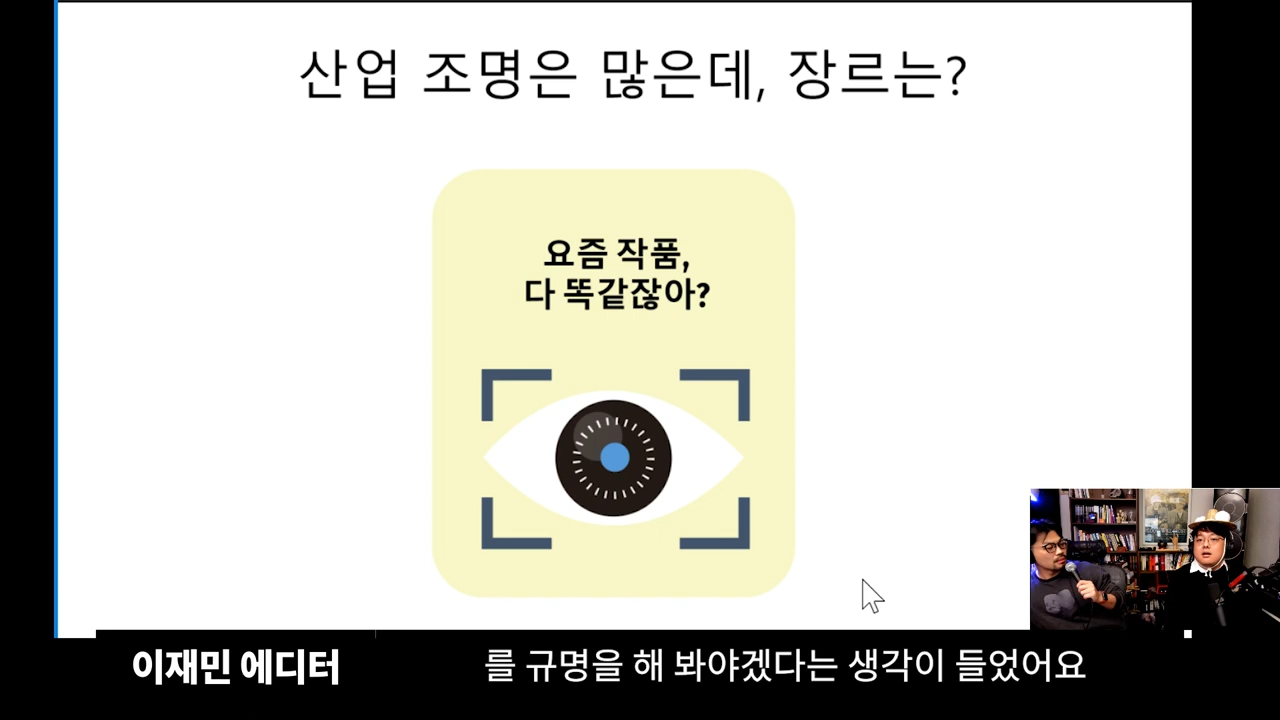 산업 조명은 많은데, 장르는?
요즘 작품,
다 똑같잖아?
이재민 에디터
를 규명을 해 봐야겠다는 생각이 들었어요